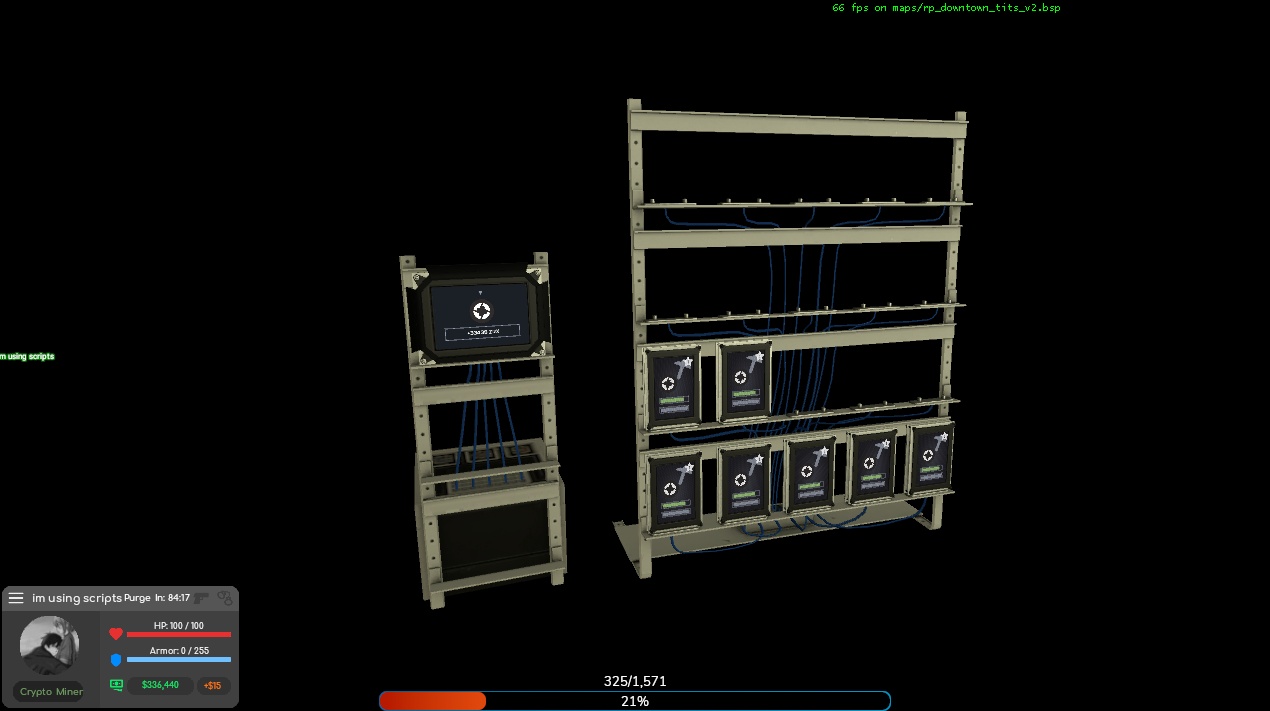 66 fps on maps/rp_downtown_tits_v2.bsp
m using scripts
im using scripts Purge In: 84:17
HP: 100 / 100
Armor: 0 / 255
Crypto Miner
$336,440
+$15
325/1,571
21%